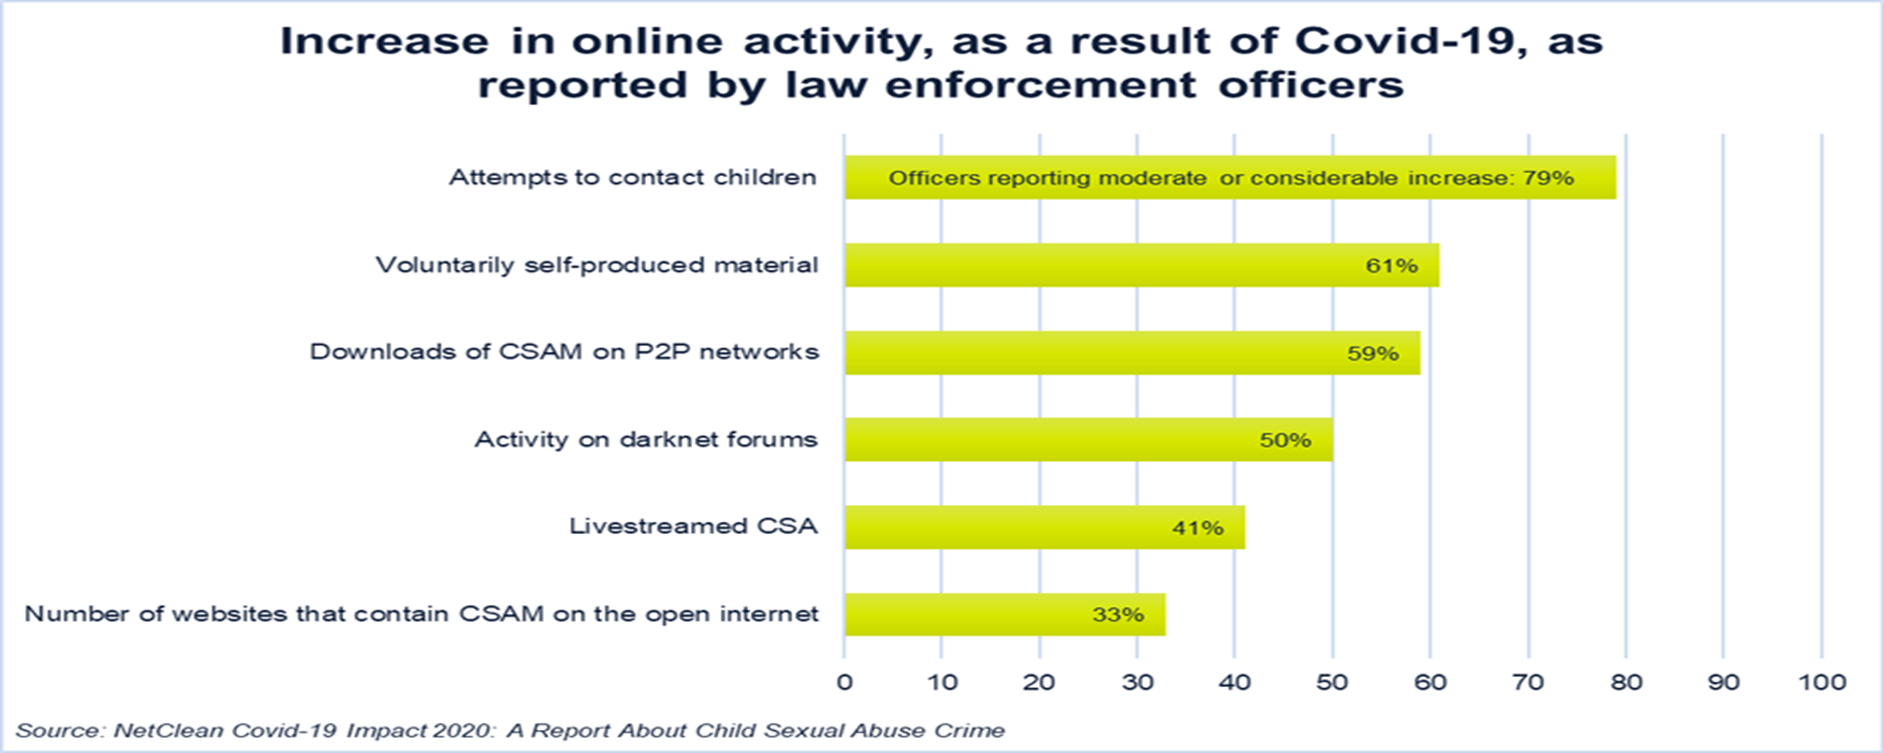 Increase in online activity, as a result of Covid-19, as
reported by law enforcement officers
Attempts to contact children
Officers reporting moderate or considerable increase: 79%
Voluntarily self-produced material
61%
Downloads of CSAM on P2P networks
59%
Activity on darknet forums
50%
Livestreamed CSA
41%
Number of websites that contain CSAM on the open internet
33%
0 10 20 30 40 50 60 70 80 90 100
Source: NetClean Covid-19 Impact 2020: A Report About Child Sexual Abuse Crime